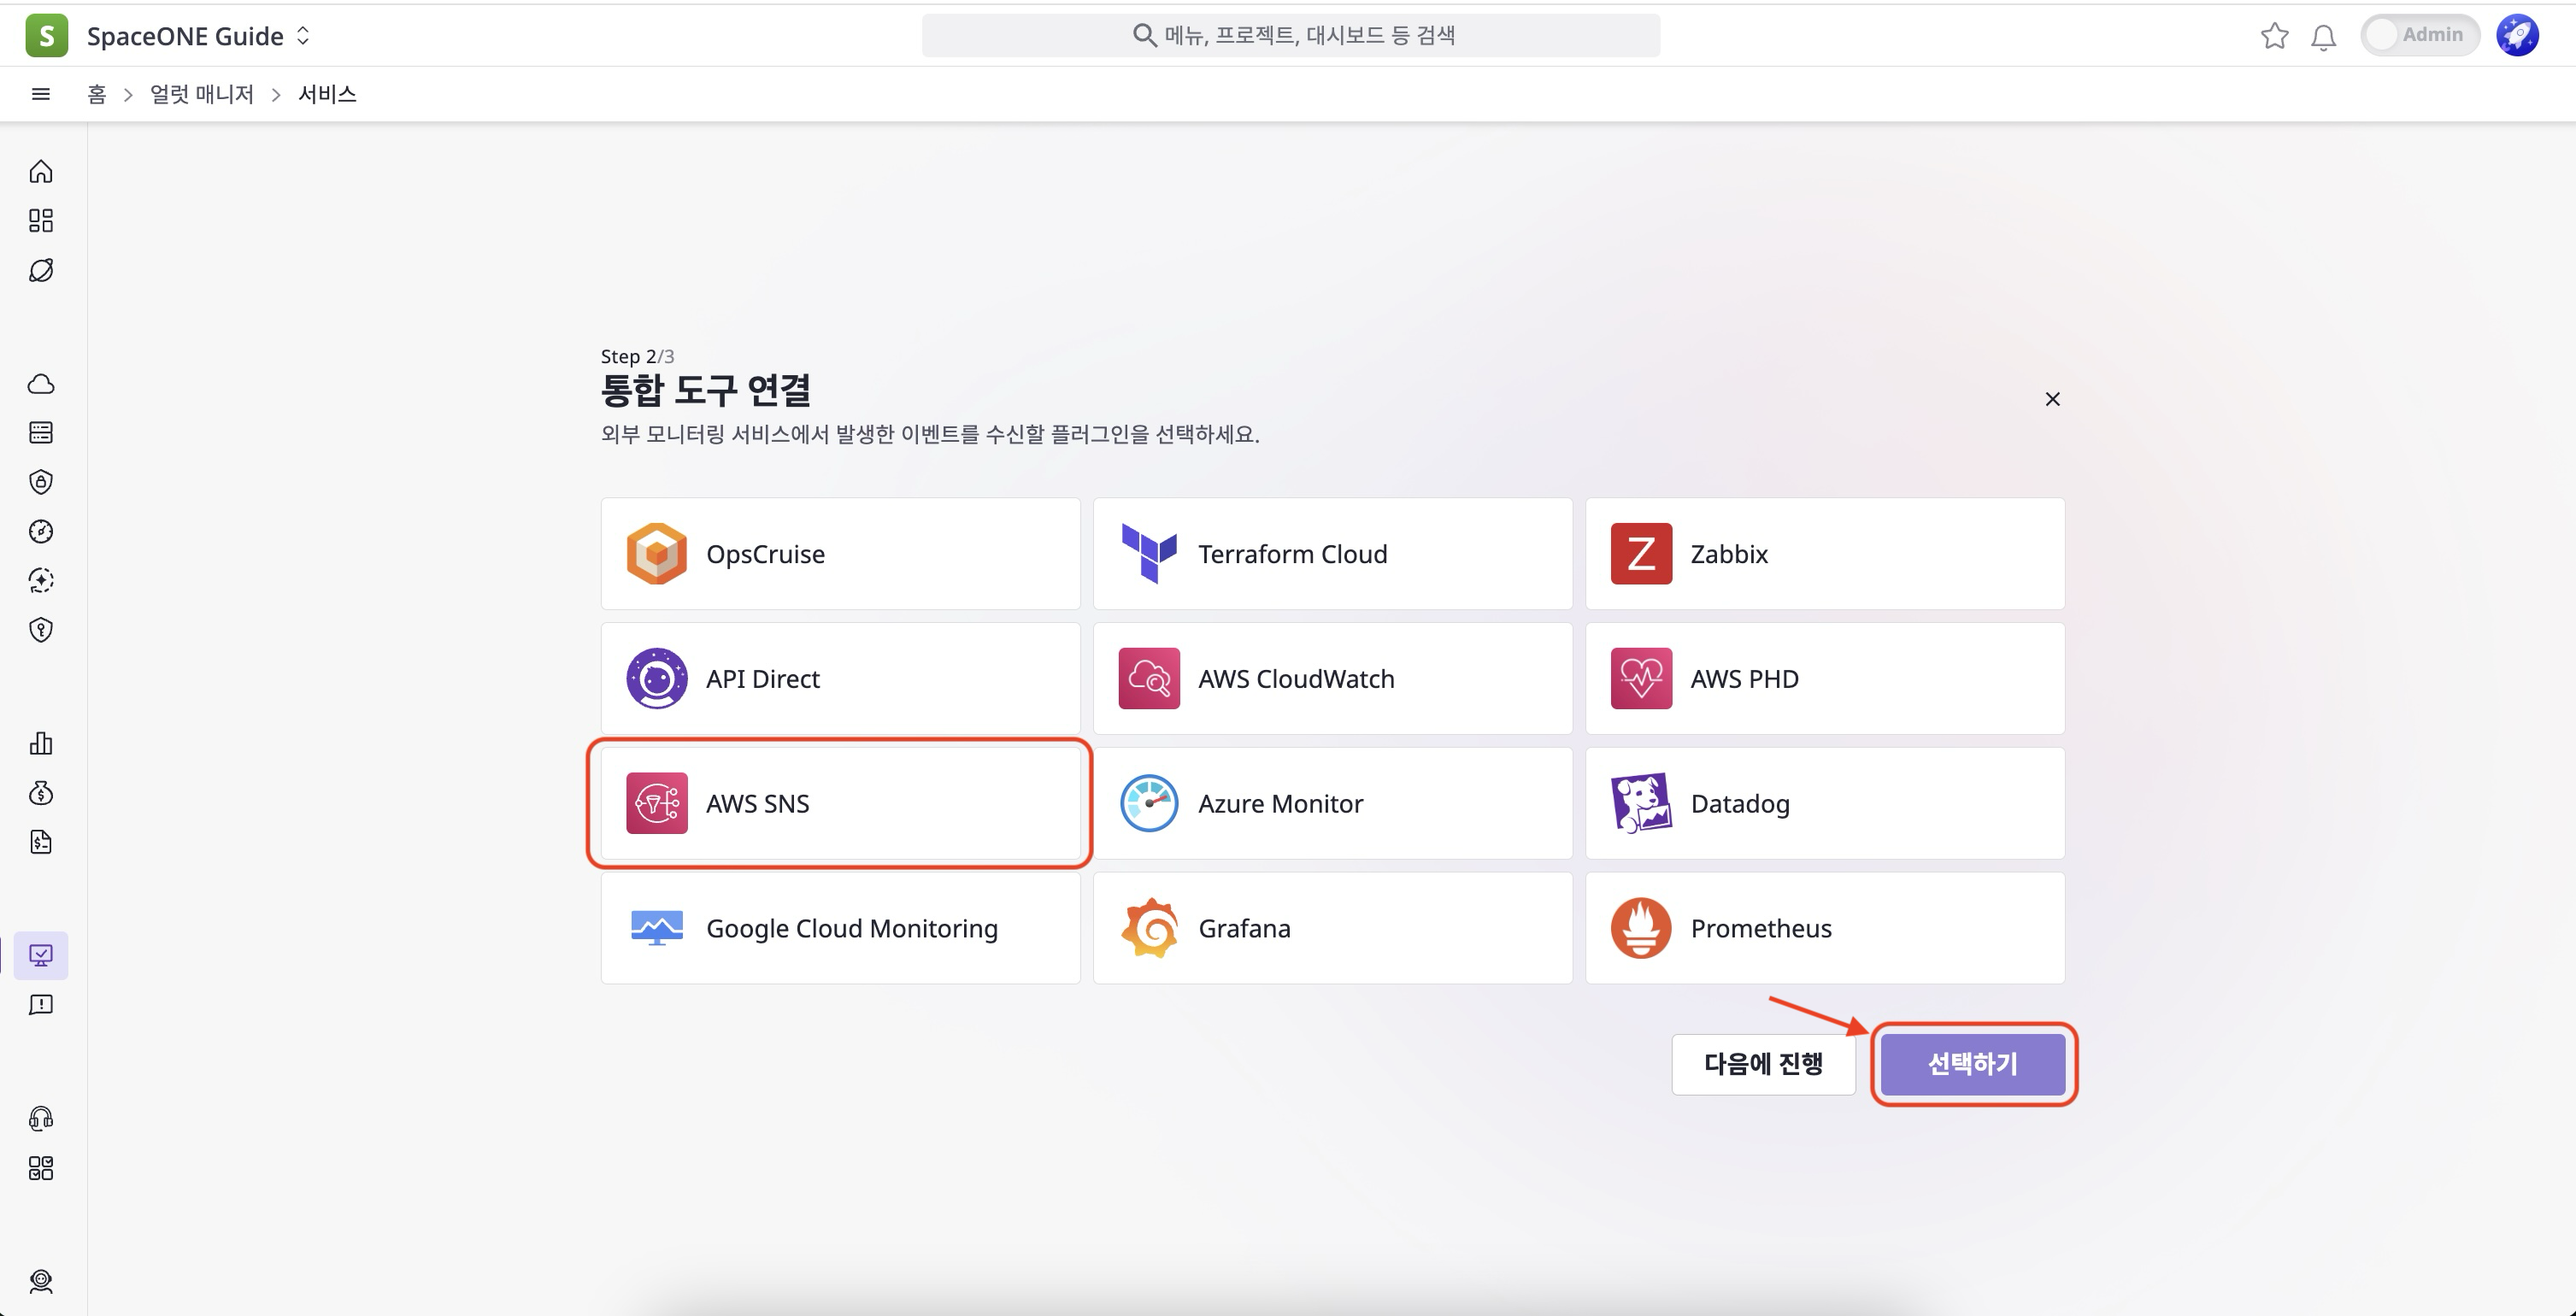 S SpaceONE Guide
메뉴, 프로젝트, 대시보드 등 검색
Admin
홈 > 얼럿 매니저 > 서비스
Step 2/3
통합 도구 연결
외부 모니터링 서비스에서 발생한 이벤트를 수신할 플러그인을 선택하세요.
OpsCruise
Terraform Cloud
Z Zabbix
API Direct
AWS CloudWatch
AWS PHD
AWS SNS
Azure Monitor
Datadog
Google Cloud Monitoring
Grafana
Prometheus
다음에 진행
선택하기